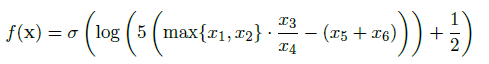 f(x) = σ(log(5(max{x₁, x₂} · x₃/x₄ − (x₅ + x₆))) + 1/2)